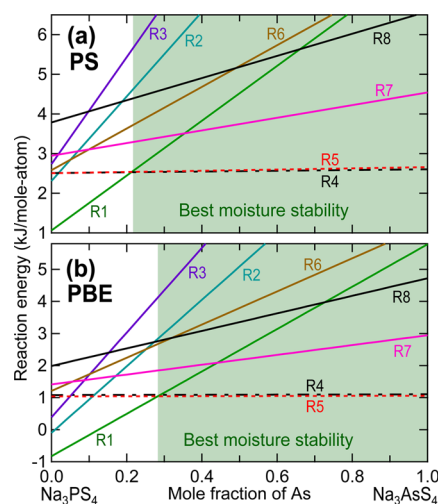 (a)
PS
R3
R2
R6
R8
R7
R5
R4
R1
Best moisture stability
6
5
4
3
2
1
Reaction energy (kJ/mole-atom)
(b)
PBE
R3
R2
R6
R8
R7
R4
R5
R1
Best moisture stability
5
4
3
2
1
0
-1
0.0 0.2 0.4 0.6 0.8 1.0
Na₃PS₄ Mole fraction of As Na₃AsS₄